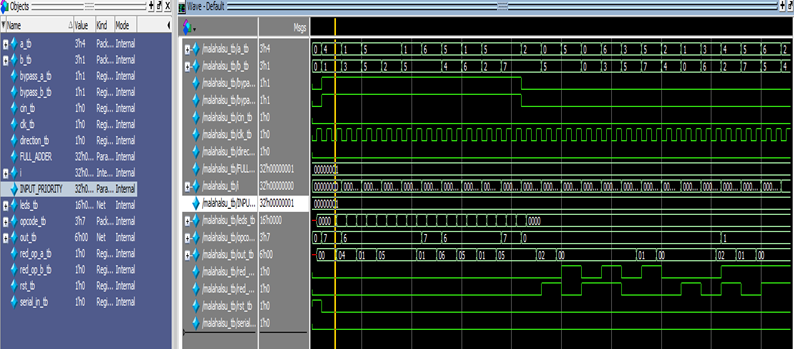 Objects
Wave - Default
Name Value Kind Mode
Msgs
a_tb 3'h4 Pack... Internal
b_tb 3'h1 Pack... Internal
bypass_a_tb 1'h1 Regi... Internal
bypass_b_tb 1'h1 Regi... Internal
cin_tb 1'h0 Regi... Internal
clk_tb 1'h0 Regi... Internal
direction_tb 1'h0 Regi... Internal
FULL_ADDER 32'h0... Para... Internal
i 32'h0... Inte... Internal
INPUT_PRIORITY 32'h0... Para... Internal
leds_tb 16'h0... Net Internal
opcode_tb 3'h7 Pack... Internal
out_tb 6'h00 Net Internal
red_op_a_tb 1'h0 Regi... Internal
red_op_b_tb 1'h0 Regi... Internal
rst_tb 1'h0 Regi... Internal
serial_in_tb 1'h0 Regi... Internal
/malahalsu_tb/a_tb 3'h4 0 4 1 5 1 6 5 1 5 2 0 5 0 6 3 5 2 1 3 4 5 6 2
/malahalsu_tb/b_tb 3'h1 0 1 3 5 2 5 4 6 2 7 5 0 3 5 7 0 4 6 1 2 7 5 4
/malahalsu_tb/bypa... 1'h1
/malahalsu_tb/bypa... 1'h1
/malahalsu_tb/cin_tb 1'h0
/malahalsu_tb/clk_tb 1'h0
/malahalsu_tb/direc... 1'h0
/malahalsu_tb/FULL... 32'h00000001 00000001
/malahalsu_tb/i 32'h00000000
/malahalsu_tb/INPU... 32'h00000001 00000001
/malahalsu_tb/leds_tb 16'h0000 0000 0000
/malahalsu_tb/opco... 3'h7 0 7 6 7 6 7 0 1
/malahalsu_tb/out_tb 6'h00 00 04 01 05 01 06 05 01 05 02 00 01 00 02 01 00
/malahalsu_tb/red_... 1'h0
/malahalsu_tb/red_... 1'h0
/malahalsu_tb/rst_tb 1'h0
/malahalsu_tb/serial... 1'h0